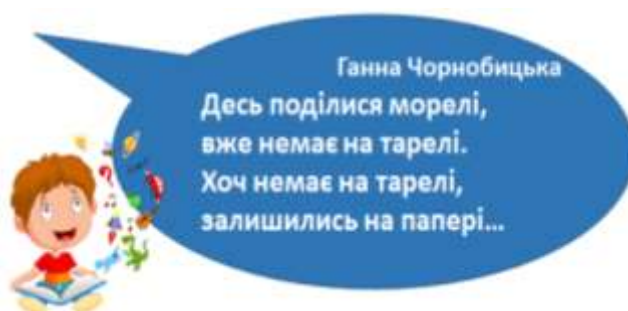 Ганна Чорнобицька
Десь поділися морелі,
вже немає на тарелі.
Хоч немає на тарелі,
залишились на папері...